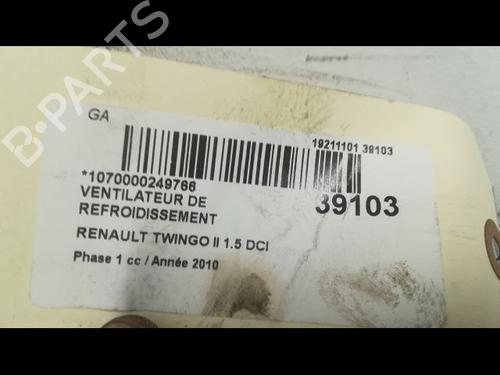 GA
19211101 39103
*1070000249766
VENTILATEUR DE
REFROIDISSEMENT
39103
RENAULT TWINGO II 1.5 DCI
Phase 1 cc / Année 2010
B-PARTS